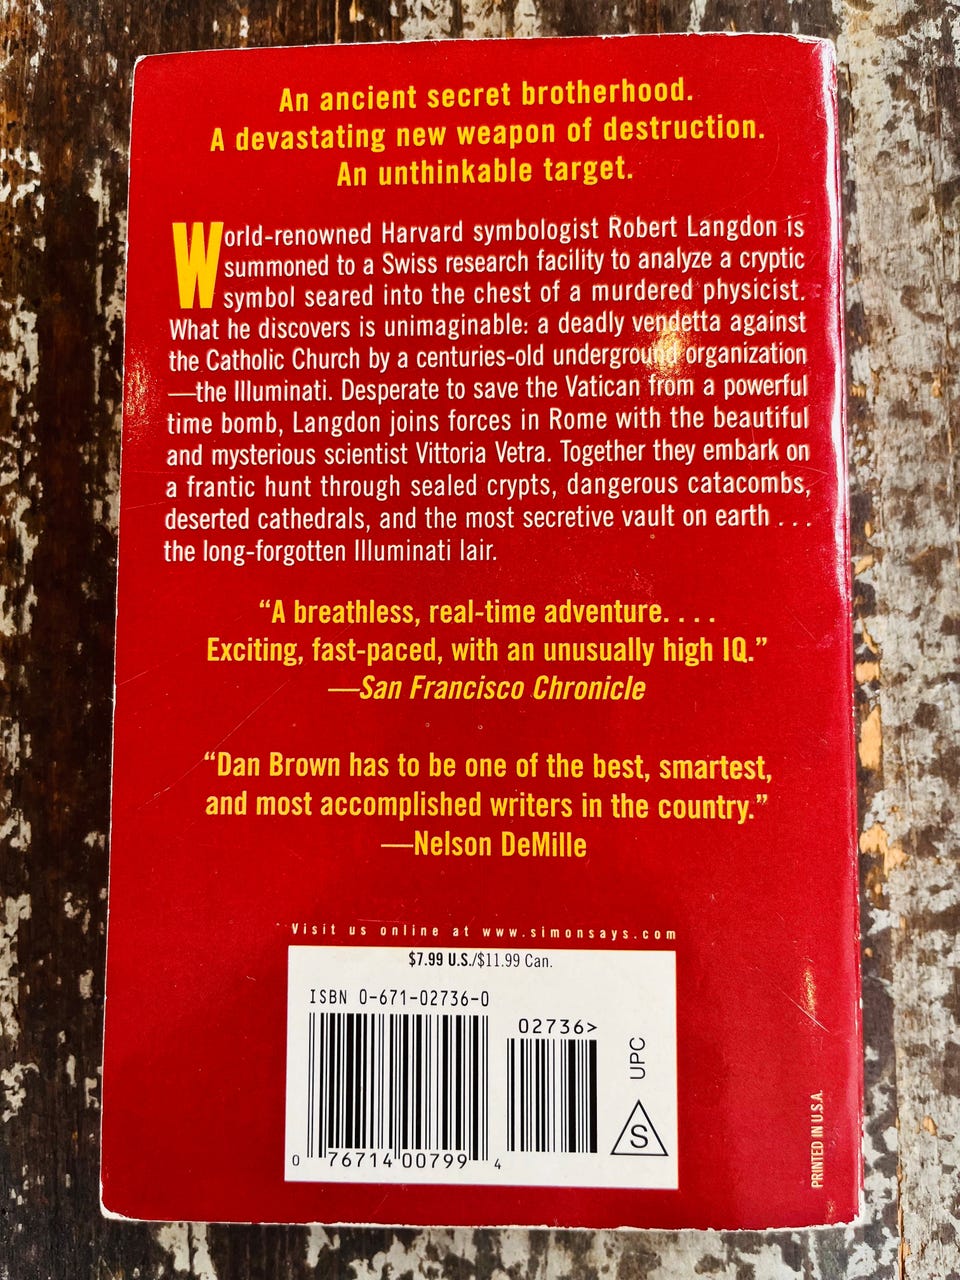 An ancient secret brotherhood.
A devastating new weapon of destruction.
An unthinkable target.
World-renowned Harvard symbologist Robert Langdon is
summoned to a Swiss research facility to analyze a cryptic
symbol seared into the chest of a murdered physicist.
What he discovers is unimaginable: a deadly vendetta against
the Catholic Church by a centuries-old underground organization
—the Illuminati. Desperate to save the Vatican from a powerful
time bomb, Langdon joins forces in Rome with the beautiful
and mysterious scientist Vittoria Vetra. Together they embark on
a frantic hunt through sealed crypts, dangerous catacombs,
deserted cathedrals, and the most secretive vault on earth . . .
the long-forgotten Illuminati lair.
“A breathless, real-time adventure. . . .
Exciting, fast-paced, with an unusually high IQ.”
—San Francisco Chronicle
“Dan Brown has to be one of the best, smartest,
and most accomplished writers in the country.”
—Nelson DeMille
Visit us online at www.simonsays.com
$7.99 U.S./$11.99 Can.
ISBN 0-671-02736-0
02736>
UPC
S
0 76714 00799 4
PRINTED IN U.S.A.